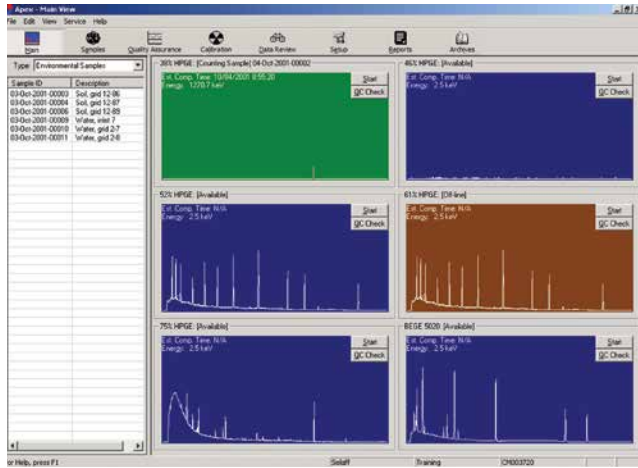 Apex - Main View
File Edit View Service Help
Main Samples Quality Assurance Calibration Data Review Setup Reports Archives
Type: Environmental Samples
Sample ID Description
03-Oct-2001-00003 Soil, grid 12-86
03-Oct-2001-00004 Soil, grid 12-87
03-Oct-2001-00006 Soil, grid 12-89
03-Oct-2001-00009 Water, inlet 7
03-Oct-2001-00010 Water, grid 2-7
03-Oct-2001-00011 Water, grid 2-8
38% HPGE: [Counting Sample] 04-Oct-2001-00002
Est. Comp. Time: 10/04/2001 8:55:20
Energy: 1270.7 keV
Start
QC Check
46% HPGE: [Available]
Est. Comp. Time: N/A
Energy: 2.5 keV
Start
QC Check
52% HPGE: [Available]
Est. Comp. Time: N/A
Energy: 2.5 keV
Start
QC Check
61% HPGE: [Off-line]
Est. Comp. Time: N/A
Energy: 2.5 keV
Start
QC Check
75% HPGE: [Available]
Est. Comp. Time: N/A
Energy: 2.5 keV
Start
QC Check
BEGE 5020: [Available]
Est. Comp. Time: N/A
Energy: 2.5 keV
Start
QC Check
or Help, press F1 Training CM003720